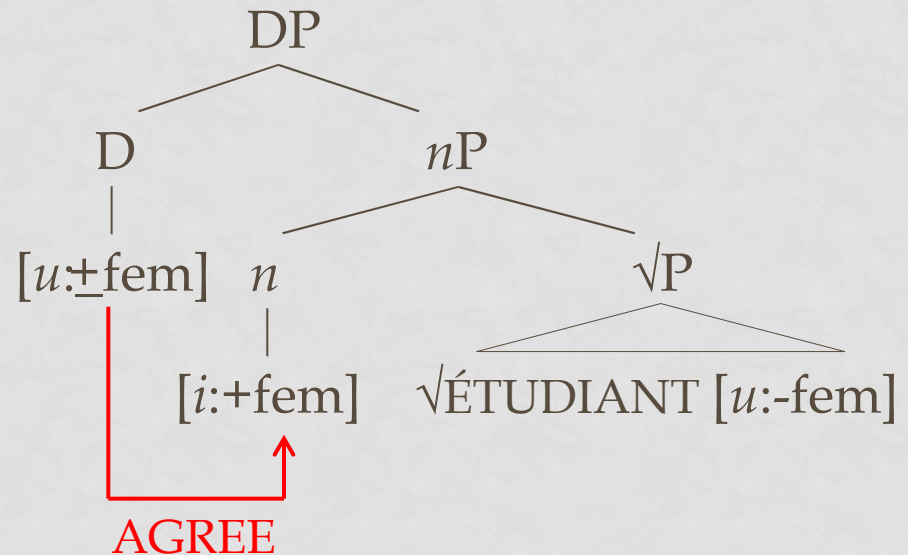 DP
D nP
[u:+fem] n √P
[i:+fem] √ÉTUDIANT [u:-fem]
AGREE